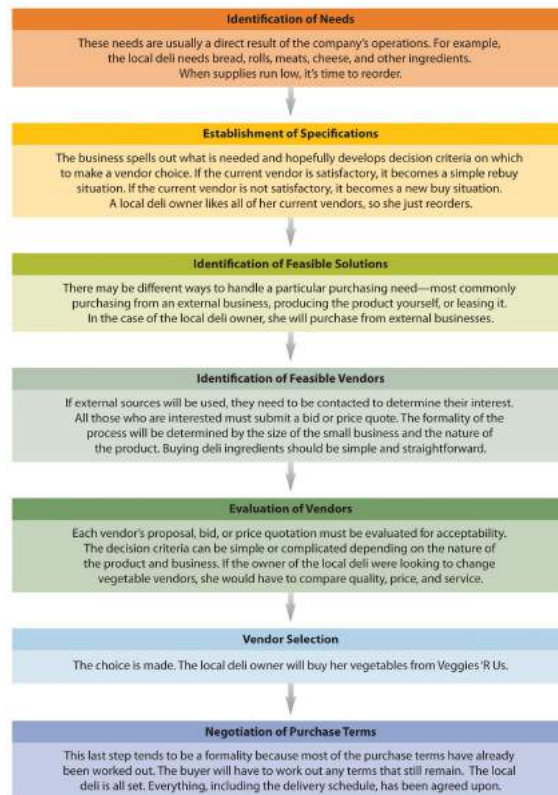 Identification of Needs
These needs are usually a direct result of the company's operations. For example,
the local deli needs bread, rolls, meats, cheese, and other ingredients.
When supplies run low, it's time to reorder.
Establishment of Specifications
The business spells out what is needed and hopefully develops decision criteria on which
to make a vendor choice. If the current vendor is satisfactory, it becomes a simple rebuy
situation. If the current vendor is not satisfactory, it becomes a new buy situation.
A local deli owner likes all of her current vendors, so she just reorders.
Identification of Feasible Solutions
There may be different ways to handle a particular purchasing need—most commonly
purchasing from an external business, producing the product yourself, or leasing it.
In the case of the local deli owner, she will purchase from external businesses.
Identification of Feasible Vendors
If external sources will be used, they need to be contacted to determine their interest.
All those who are interested must submit a bid or price quote. The formality of the
process will be determined by the size of the small business and the nature of
the product. Buying deli ingredients should be simple and straightforward.
Evaluation of Vendors
Each vendor's proposal, bid, or price quotation must be evaluated for acceptability.
The decision criteria can be simple or complicated depending on the nature of
the product and business. If the owner of the local deli were looking to change
vegetable vendors, she would have to compare quality, price, and service.
Vendor Selection
The choice is made. The local deli owner will buy her vegetables from Veggies 'R Us.
Negotiation of Purchase Terms
This last step tends to be a formality because most of the purchase terms have already
been worked out. The buyer will have to work out any terms that still remain. The local
deli is all set. Everything, including the delivery schedule, has been agreed upon.